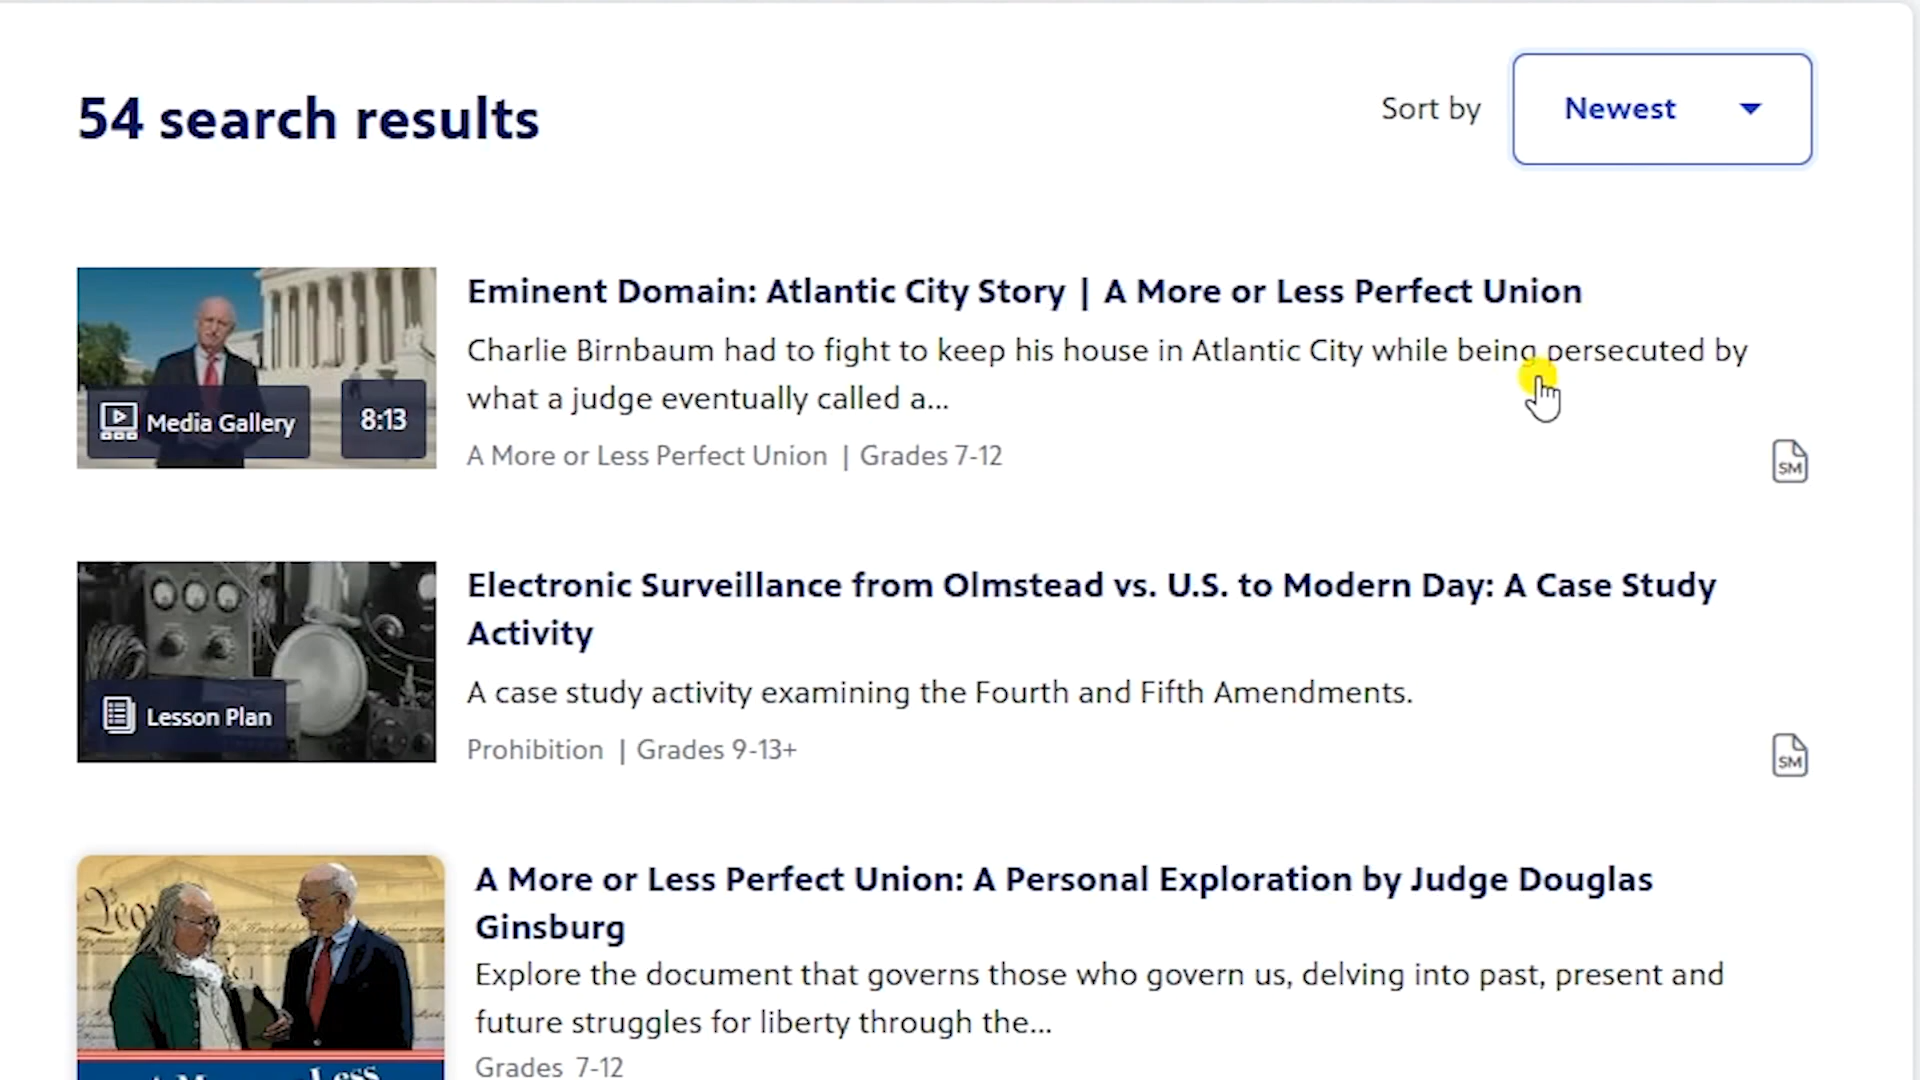 54 search results
Sort by
Newest
Eminent Domain: Atlantic City Story | A More or Less Perfect Union
Charlie Birnbaum had to fight to keep his house in Atlantic City while being persecuted by
what a judge eventually called a...
Media Gallery
8:13
A More or Less Perfect Union | Grades 7-12
SM
Electronic Surveillance from Olmstead vs. U.S. to Modern Day: A Case Study
Activity
A case study activity examining the Fourth and Fifth Amendments.
Lesson Plan
Prohibition | Grades 9-13+
SM
A More or Less Perfect Union: A Personal Exploration by Judge Douglas
Ginsburg
Explore the document that governs those who govern us, delving into past, present and
future struggles for liberty through the...
Grades 7-12
Less